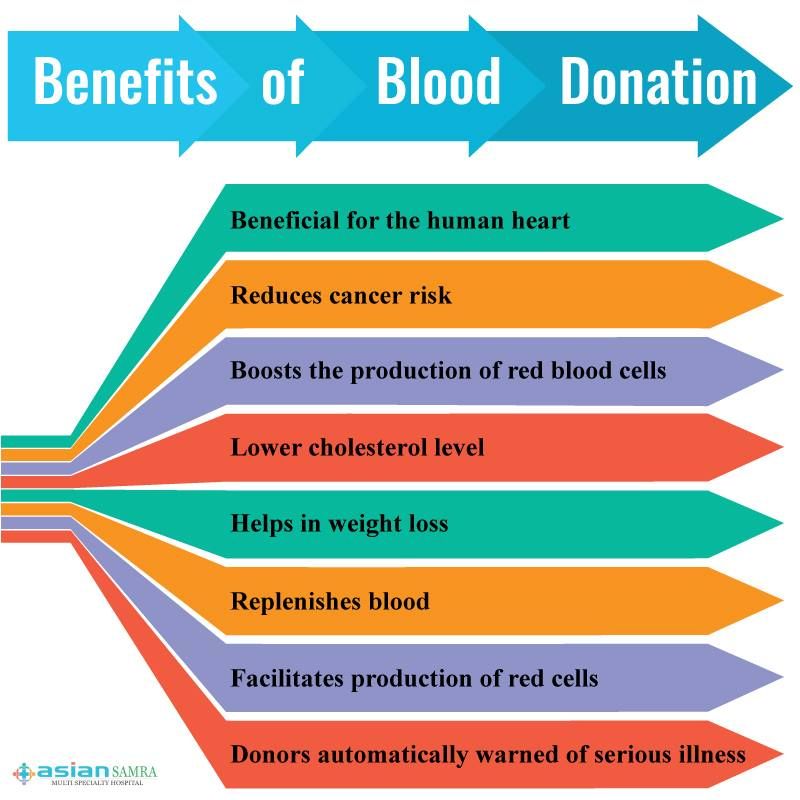 Benefits of Blood Donation
Beneficial for the human heart
Reduces cancer risk
Boosts the production of red blood cells
Lower cholesterol level
Helps in weight loss
Replenishes blood
Facilitates production of red cells
Donors automatically warned of serious illness
asian SAMRA
MULTI SPECIALTY HOSPITAL